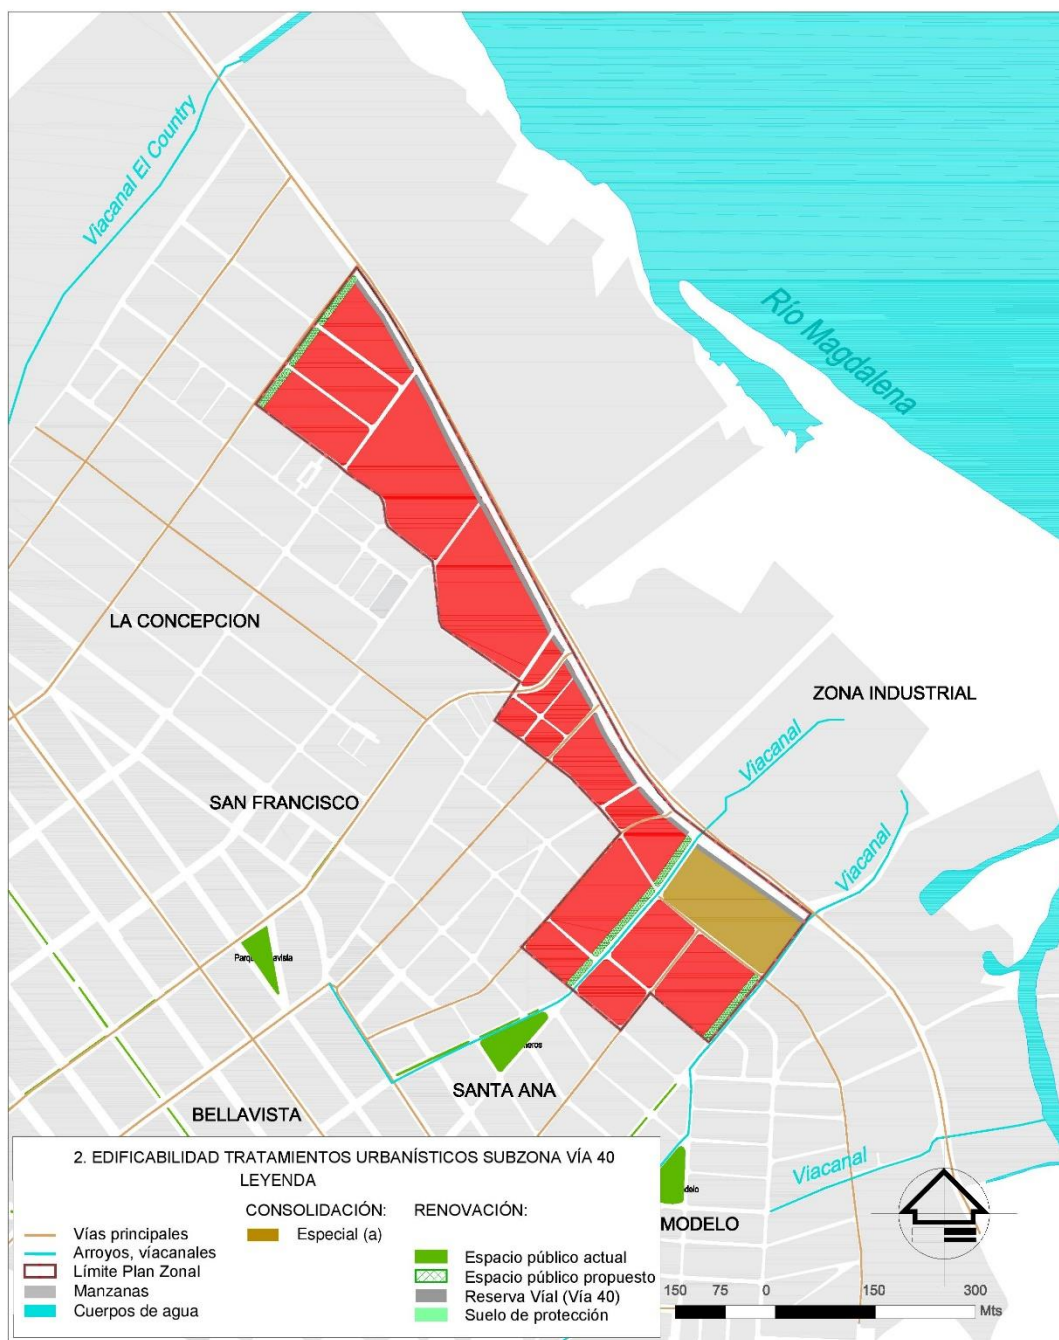 Viacanal El Country
Río Magdalena
LA CONCEPCION
ZONA INDUSTRIAL
Viacanal
SAN FRANCISCO
Viacanal
SANTA ANA
BELLAVISTA
Viacanal
MODELO
2. EDIFICABILIDAD TRATAMIENTOS URBANÍSTICOS SUBZONA VÍA 40
LEYENDA
CONSOLIDACIÓN: RENOVACIÓN:
Vías principales
Especial (a)
Arroyos, víacanales
Límite Plan Zonal
Manzanas
Cuerpos de agua
Espacio público actual
Espacio público propuesto
Reserva Víal (Vía 40)
Suelo de protección
150 75 0 150 300
Mts